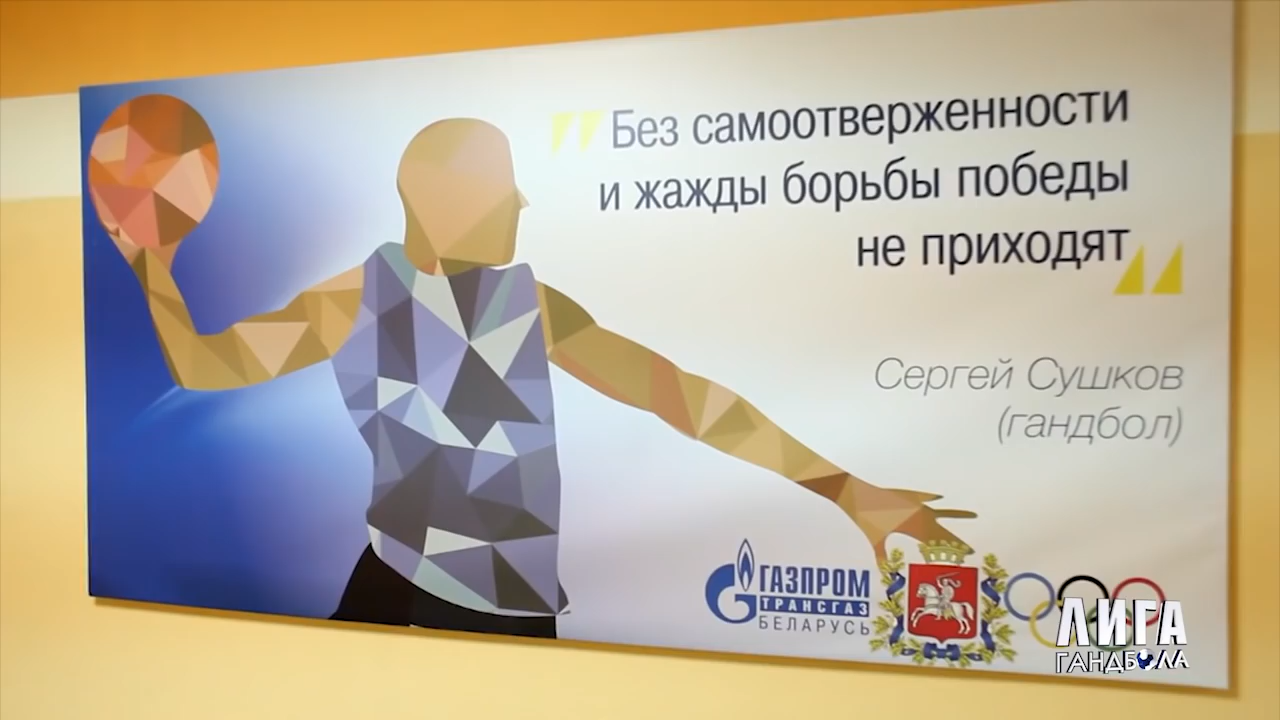 "Без самоотверженности
и жажды борьбы победы
не приходят"
Сергей Сушков
(гандбол)
ГАЗПРОМ
ТРАНСГАЗ
БЕЛАРУСЬ
ЛИГА
ГАНДБОЛА